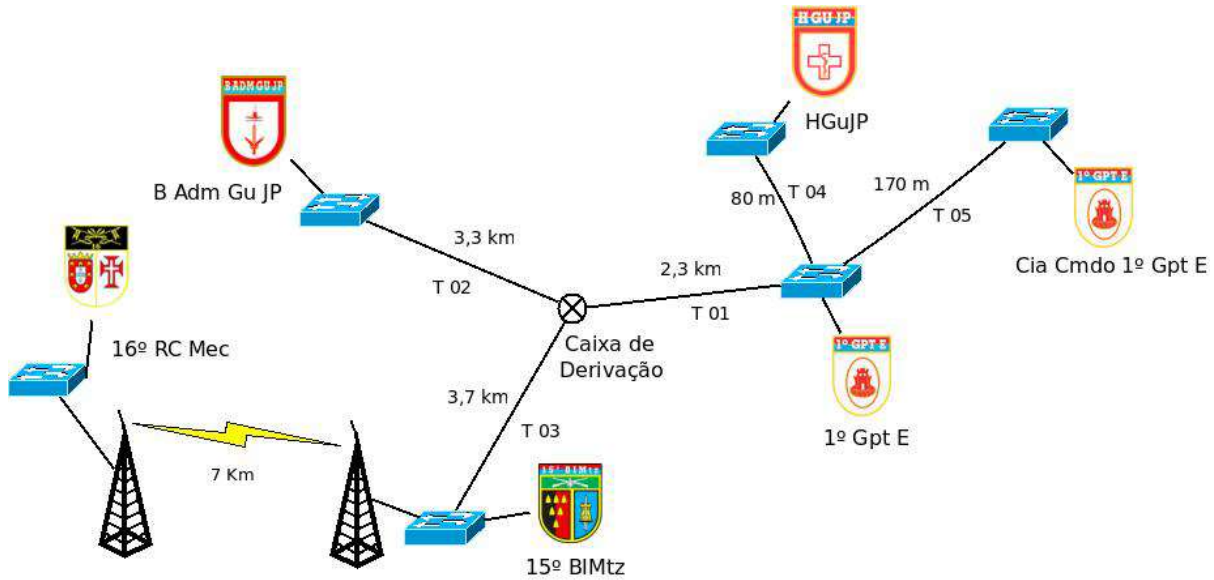 H GU JP
HGuJP
B ADM GU JP
B Adm Gu JP
80 m
T 04
170 m
T 05
1º GPT E
Cia Cmdo 1º Gpt E
3,3 km
T 02
2,3 km
T 01
Caixa de
Derivação
16º RC Mec
1º GPT E
1º Gpt E
3,7 km
T 03
7 Km
15º BIMtz
15º BIMtz